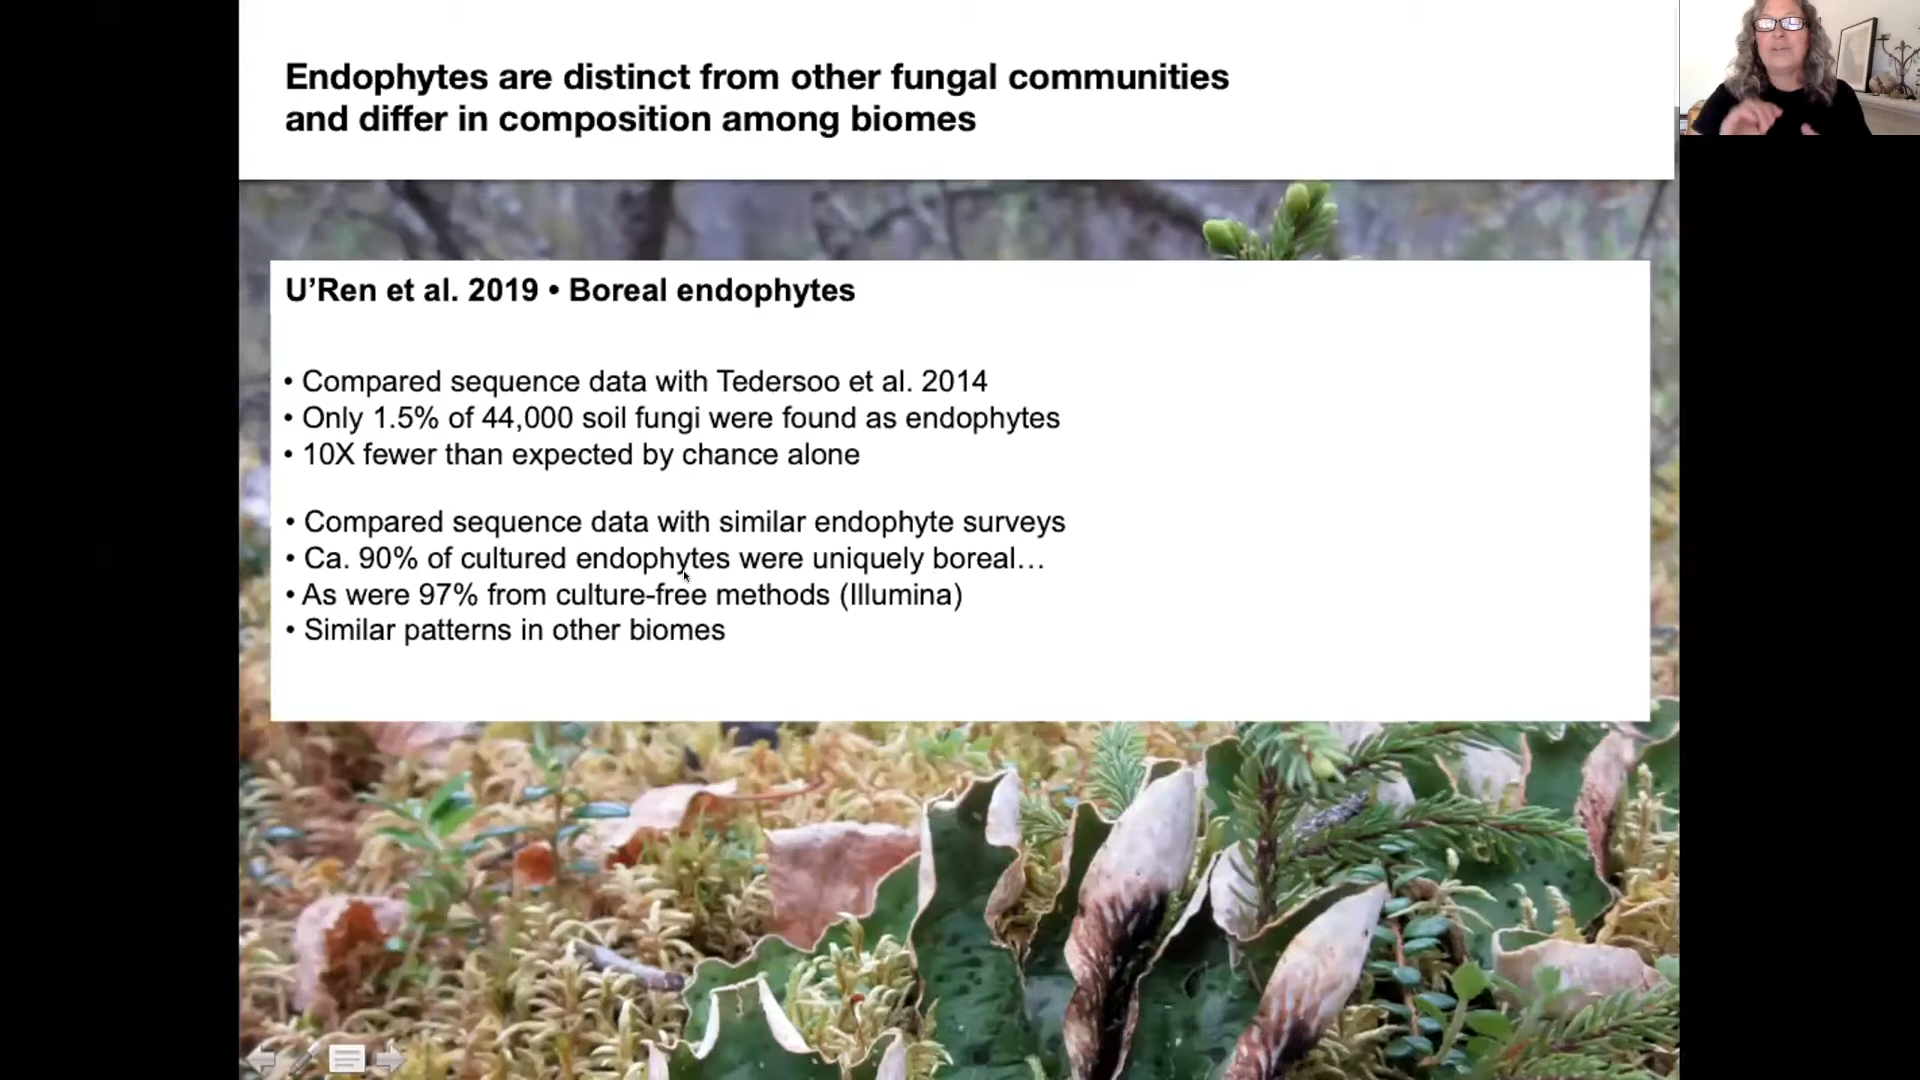 Endophytes are distinct from other fungal communities
and differ in composition among biomes
U’Ren et al. 2019 • Boreal endophytes
• Compared sequence data with Tedersoo et al. 2014
• Only 1.5% of 44,000 soil fungi were found as endophytes
• 10X fewer than expected by chance alone
• Compared sequence data with similar endophyte surveys
• Ca. 90% of cultured endophytes were uniquely boreal…
• As were 97% from culture-free methods (Illumina)
• Similar patterns in other biomes